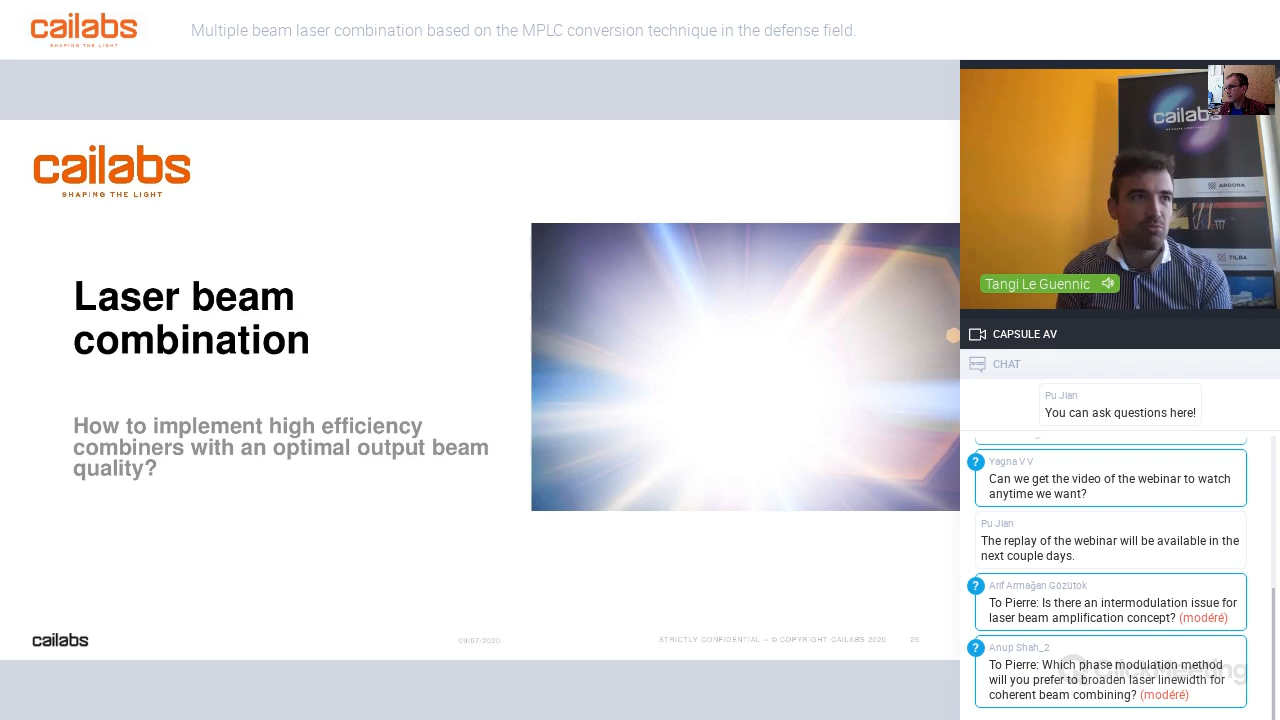 cailabs
SHAPING THE LIGHT
Multiple beam laser combination based on the MPLC conversion technique in the defense field.
cailabs
SHAPING THE LIGHT
Laser beam
combination
How to implement high efficiency
combiners with an optimal output beam
quality?
cailabs
09/07/2020
STRICTLY CONFIDENTIAL – © COPYRIGHT CAILABS 2020
25
cailabs
AROONA
TILBA
Tangi Le Guennic
CAPSULE AV
CHAT
Pu Jian
You can ask questions here!
? Yagna V V
Can we get the video of the webinar to watch
anytime we want?
Pu Jian
The replay of the webinar will be available in the
next couple days.
? Arif Armağan Gözütok
To Pierre: Is there an intermodulation issue for
laser beam amplification concept? (modéré)
? Anup Shah_2
To Pierre: Which phase modulation method
will you prefer to broaden laser linewidth for
coherent beam combining? (modéré)